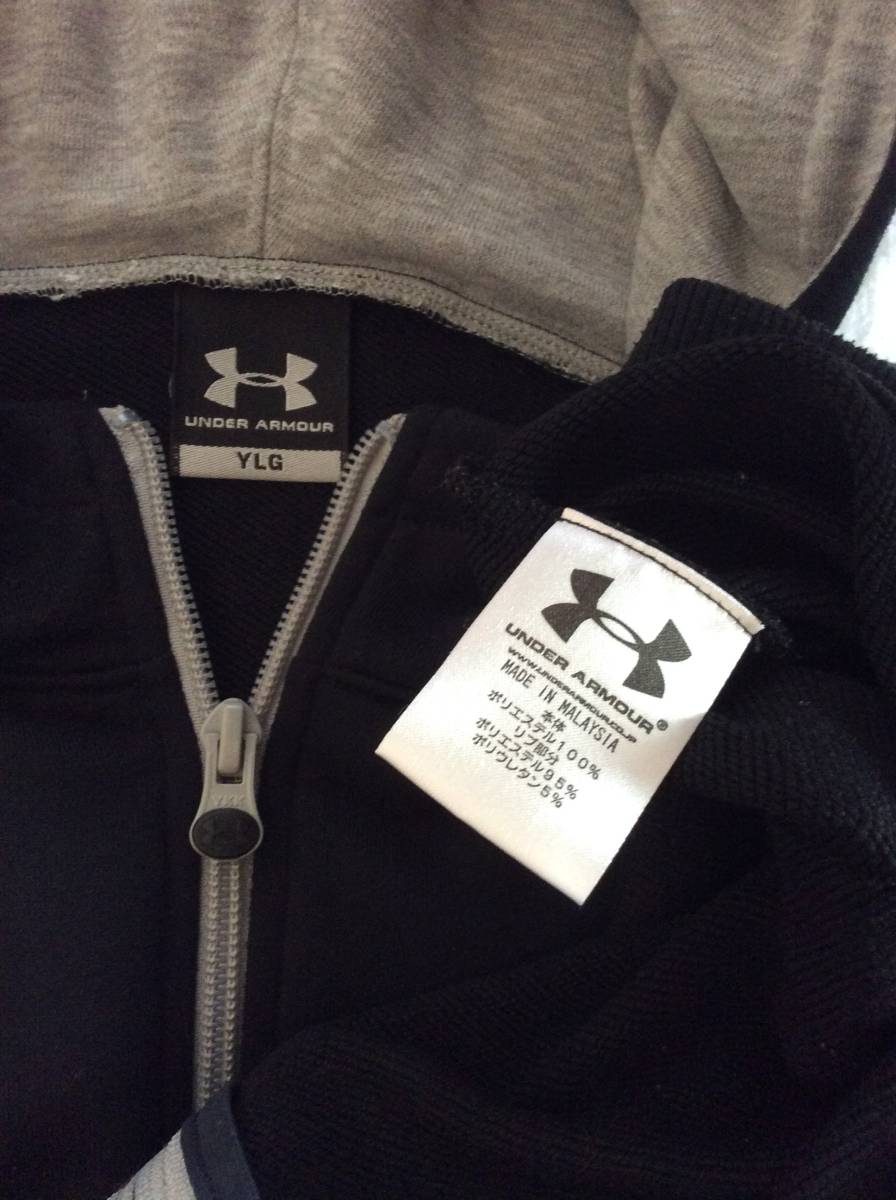 UNDER ARMOUR
YLG
YKK
UNDER ARMOUR®
WWW.UNDERARMOUR.CO.JP
MADE IN MALAYSIA
本体
ポリエステル100%
リブ部分
ポリエステル95%
ポリウレタン5%